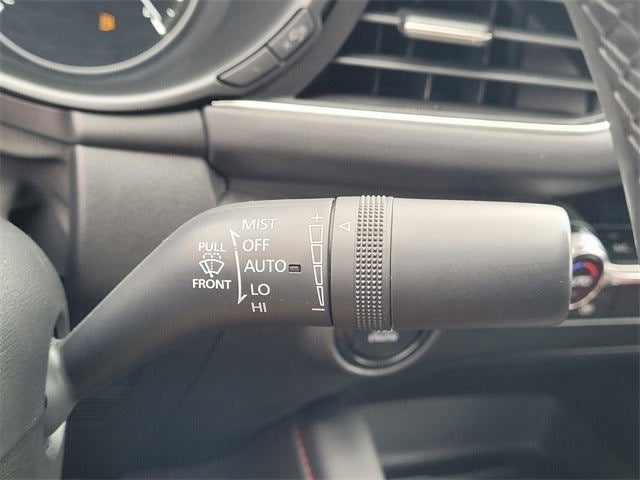 MIST
OFF
PULL
AUTO
FRONT
LO
HI
+
-